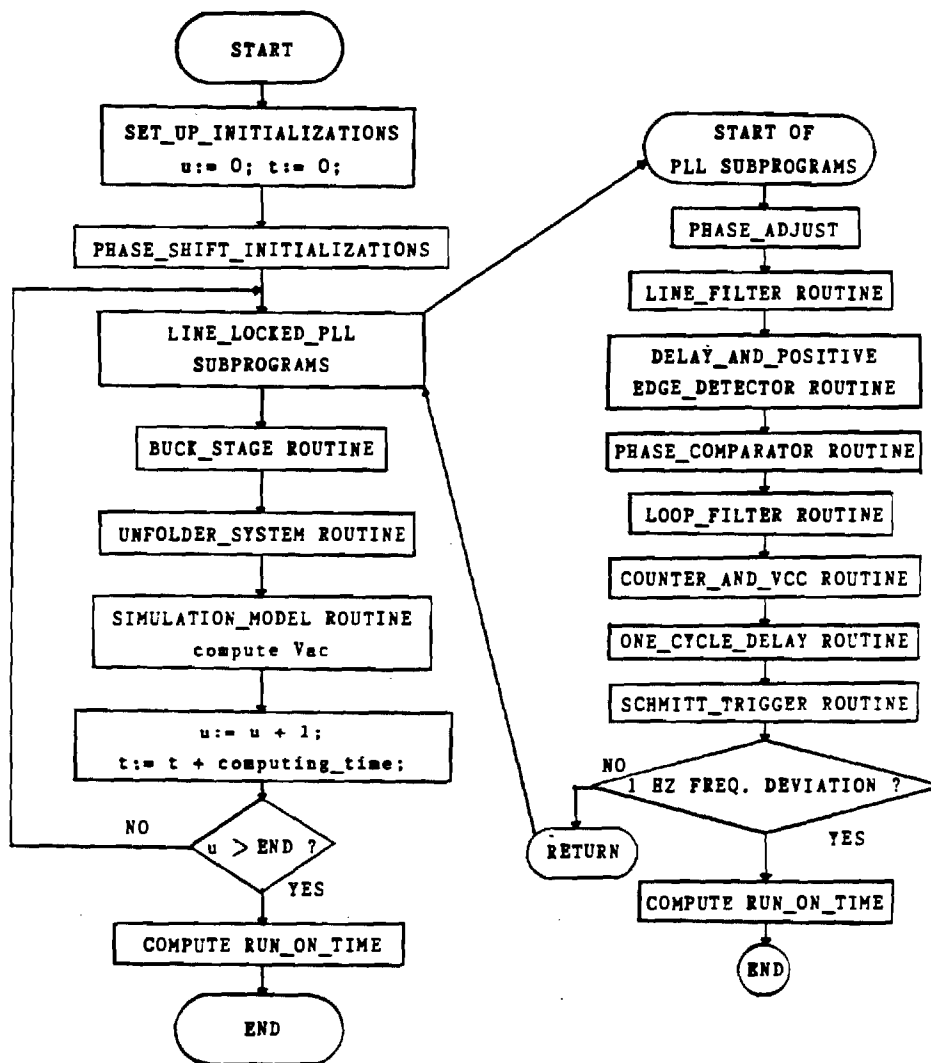 START
SET_UP_INITIALIZATIONS
u:= 0; t:= 0;
PHASE_SHIFT_INITIALIZATIONS
LINE_LOCKED_PLL
SUBPROGRAMS
BUCK_STAGE ROUTINE
UNFOLDER_SYSTEM ROUTINE
SIMULATION_MODEL ROUTINE
compute Vac
u:= u + 1;
t:= t + computing_time;
NO
u > END ?
YES
COMPUTE RUN_ON_TIME
END
START OF
PLL SUBPROGRAMS
PHASE_ADJUST
LINE_FILTER ROUTINE
DELAY_AND_POSITIVE
EDGE_DETECTOR ROUTINE
PHASE_COMPARATOR ROUTINE
LOOP_FILTER ROUTINE
COUNTER_AND_VCC ROUTINE
ONE_CYCLE_DELAY ROUTINE
SCHMITT_TRIGGER ROUTINE
NO
1 HZ FREQ. DEVIATION ?
YES
RETURN
COMPUTE RUN_ON_TIME
END